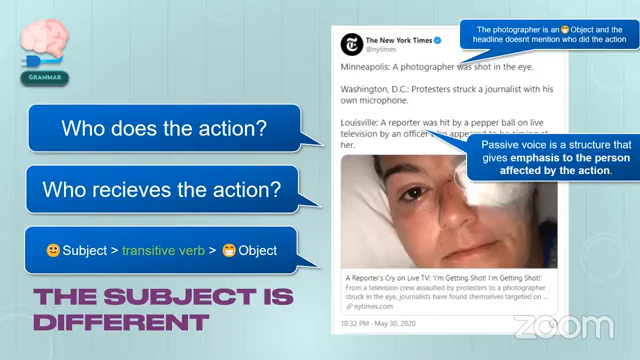 GRAMMAR
Who does the action?
Who recieves the action?
Subject > transitive verb > Object
THE SUBJECT IS
DIFFERENT
The New York Times
@nytimes
Minneapolis: A photographer was shot in the eye.
Washington, D.C.: Protesters struck a journalist with his
own microphone.
Louisville: A reporter was hit by a pepper ball on live
television by an officer who appeared to be aiming at
her.
A Reporter's Cry on Live TV: 'I'm Getting Shot! I'm Getting Shot!'
From a television crew assaulted by protesters to a photographer
struck in the eye, journalists have found themselves targeted on ...
nytimes.com
10:32 PM - May 30, 2020
The photographer is an Object and the
headline doesnt mention who did the action
Passive voice is a structure that
gives emphasis to the person
affected by the action.
zoom